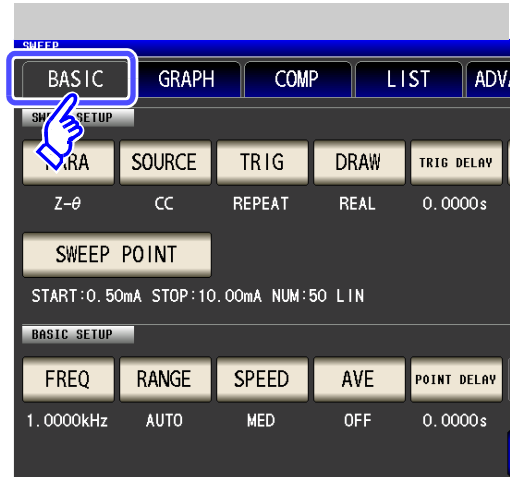 SWEEP
BASIC GRAPH COMP LIST ADV
SWEEP SETUP
PARA SOURCE TRIG DRAW TRIG DELAY
Z-θ CC REPEAT REAL 0.0000s
SWEEP POINT
START:0.50mA STOP:10.00mA NUM:50 LIN
BASIC SETUP
FREQ RANGE SPEED AVE POINT DELAY
1.0000kHz AUTO MED OFF 0.0000s